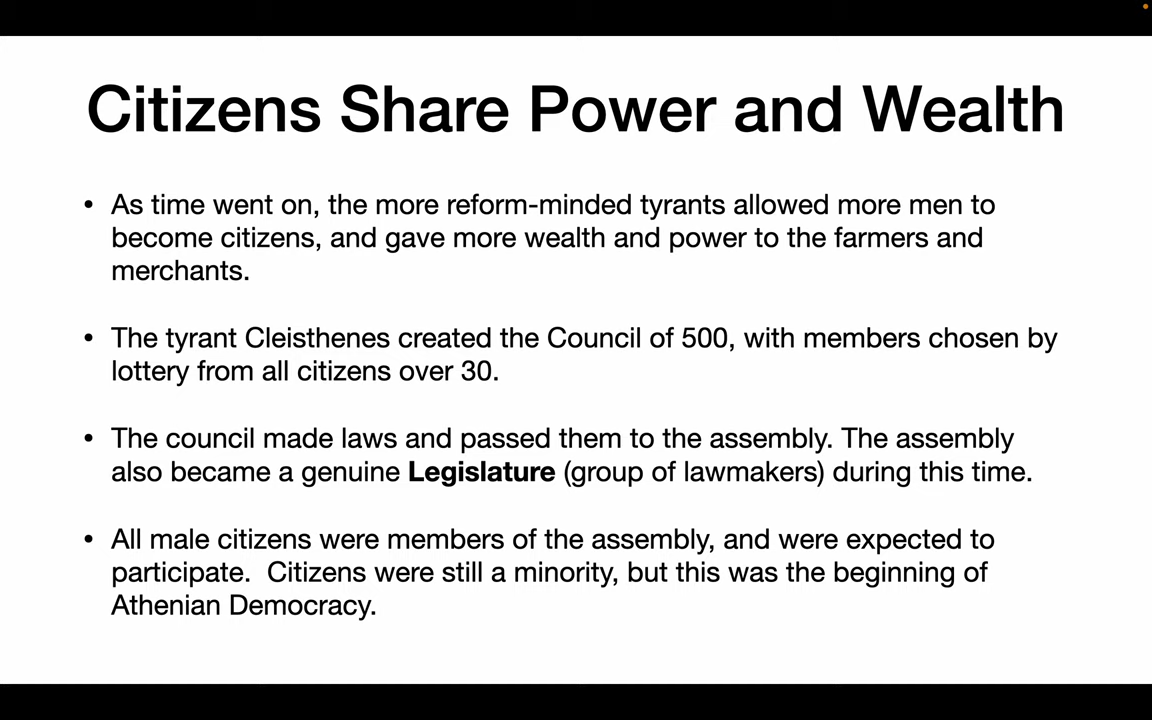 Citizens Share Power and Wealth
• As time went on, the more reform-minded tyrants allowed more men to
become citizens, and gave more wealth and power to the farmers and
merchants.
• The tyrant Cleisthenes created the Council of 500, with members chosen by
lottery from all citizens over 30.
• The council made laws and passed them to the assembly. The assembly
also became a genuine Legislature (group of lawmakers) during this time.
• All male citizens were members of the assembly, and were expected to
participate.  Citizens were still a minority, but this was the beginning of
Athenian Democracy.